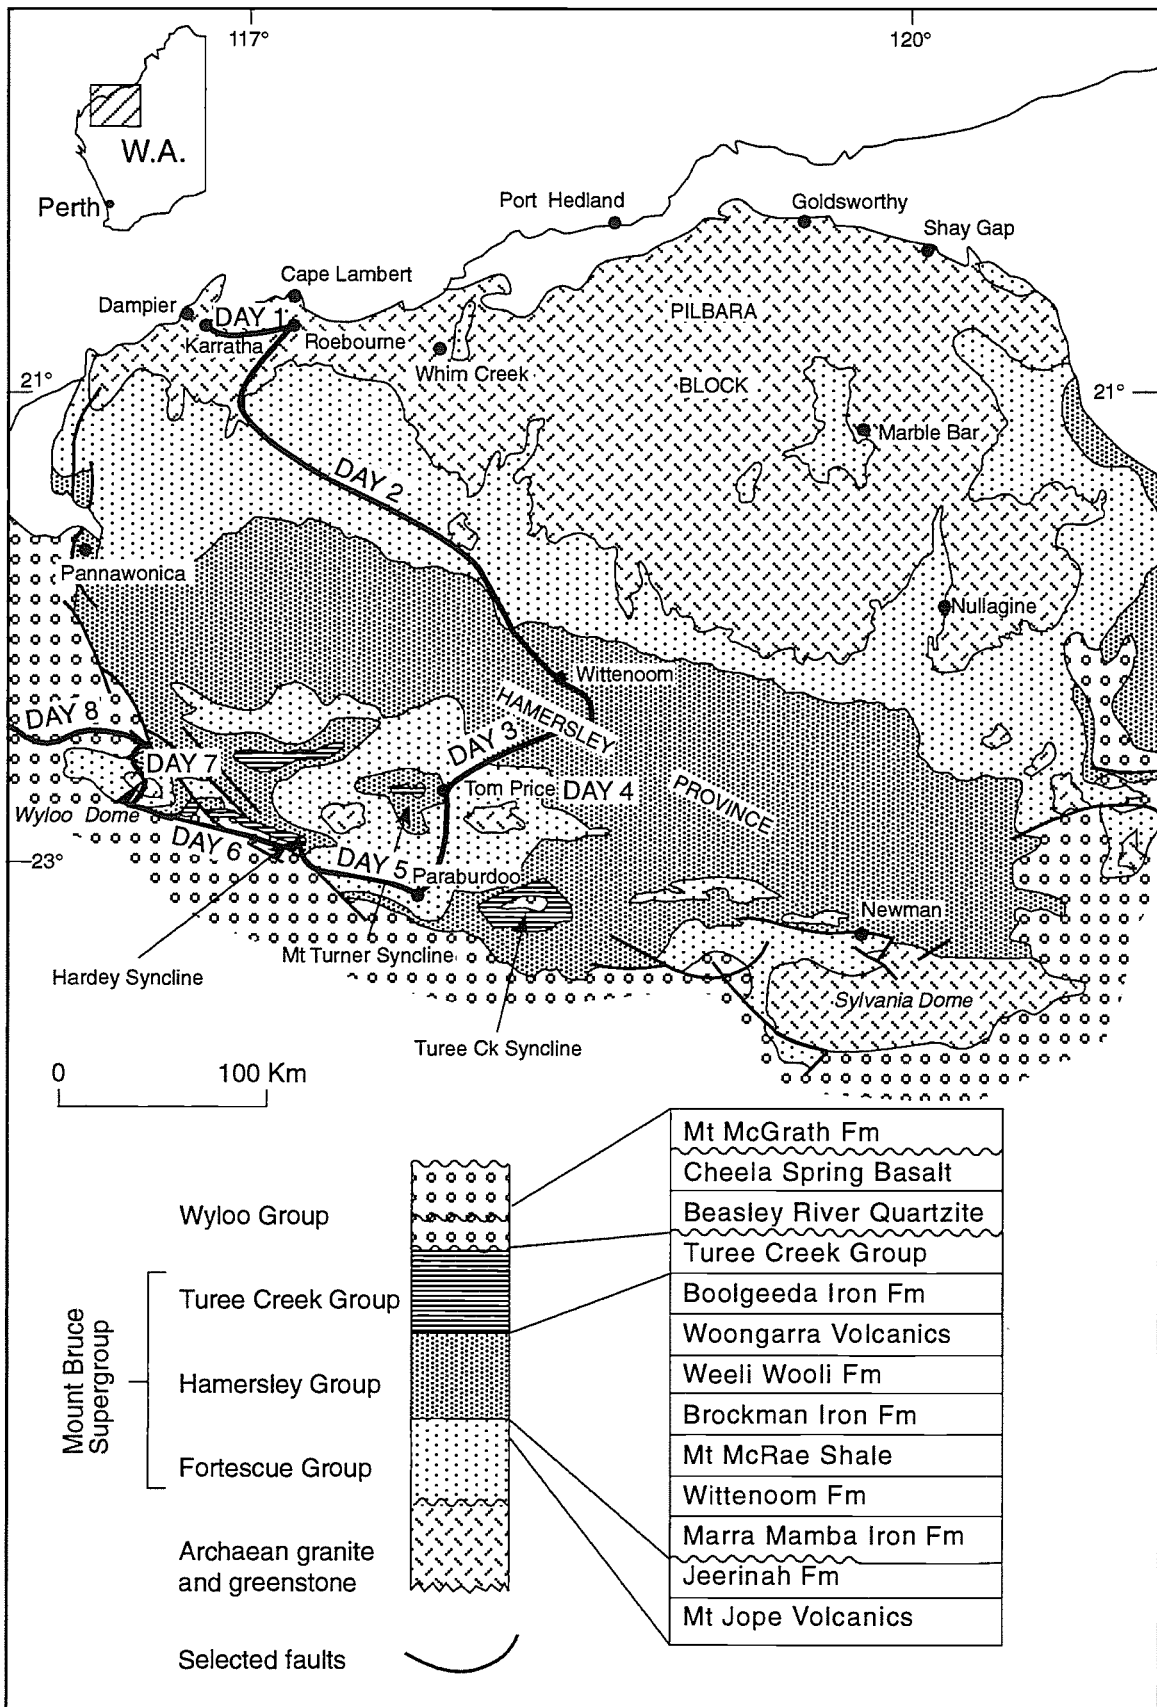 117°
120°
W.A.
Perth
Port Hedland
Goldsworthy
Shay Gap
Cape Lambert
Dampier
DAY 1
Karratha
Roebourne
Whim Creek
PILBARA
BLOCK
21°
21°
Marble Bar
DAY 2
Pannawonica
Nullagine
Wittenoom
HAMERSLEY
PROVINCE
DAY 8
DAY 7
DAY 3
Tom Price
DAY 4
Wyloo Dome
DAY 6
23°
DAY 5
Paraburdoo
Newman
Mt Turner Syncline
Hardey Syncline
Sylvania Dome
Turee Ck Syncline
0
100 Km
Wyloo Group
Turee Creek Group
Mount Bruce
Supergroup
Hamersley Group
Fortescue Group
Archaean granite
and greenstone
Selected faults
Mt McGrath Fm
Cheela Spring Basalt
Beasley River Quartzite
Turee Creek Group
Boolgeeda Iron Fm
Woongarra Volcanics
Weeli Wooli Fm
Brockman Iron Fm
Mt McRae Shale
Wittenoom Fm
Marra Mamba Iron Fm
Jeerinah Fm
Mt Jope Volcanics